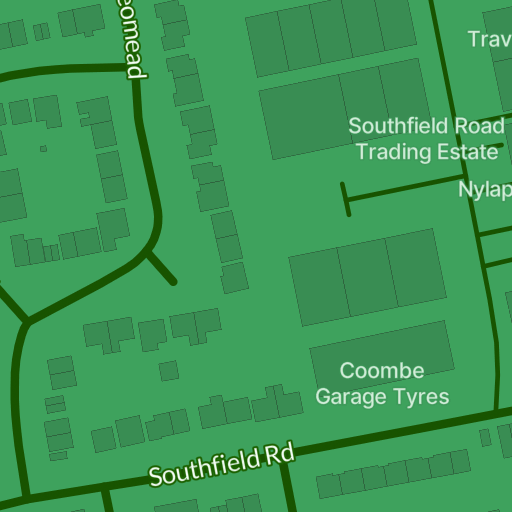 eomead
Trav
Southfield Road
Trading Estate
Nylap
Coombe
Garage Tyres
Southfield Rd